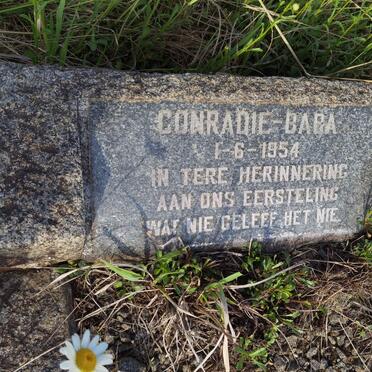 CONRADIE-BABA
1-6-1954
IN TERE HERINNERING
AAN ONS EERSTELING
WAT NIE GELEEF HET NIE.